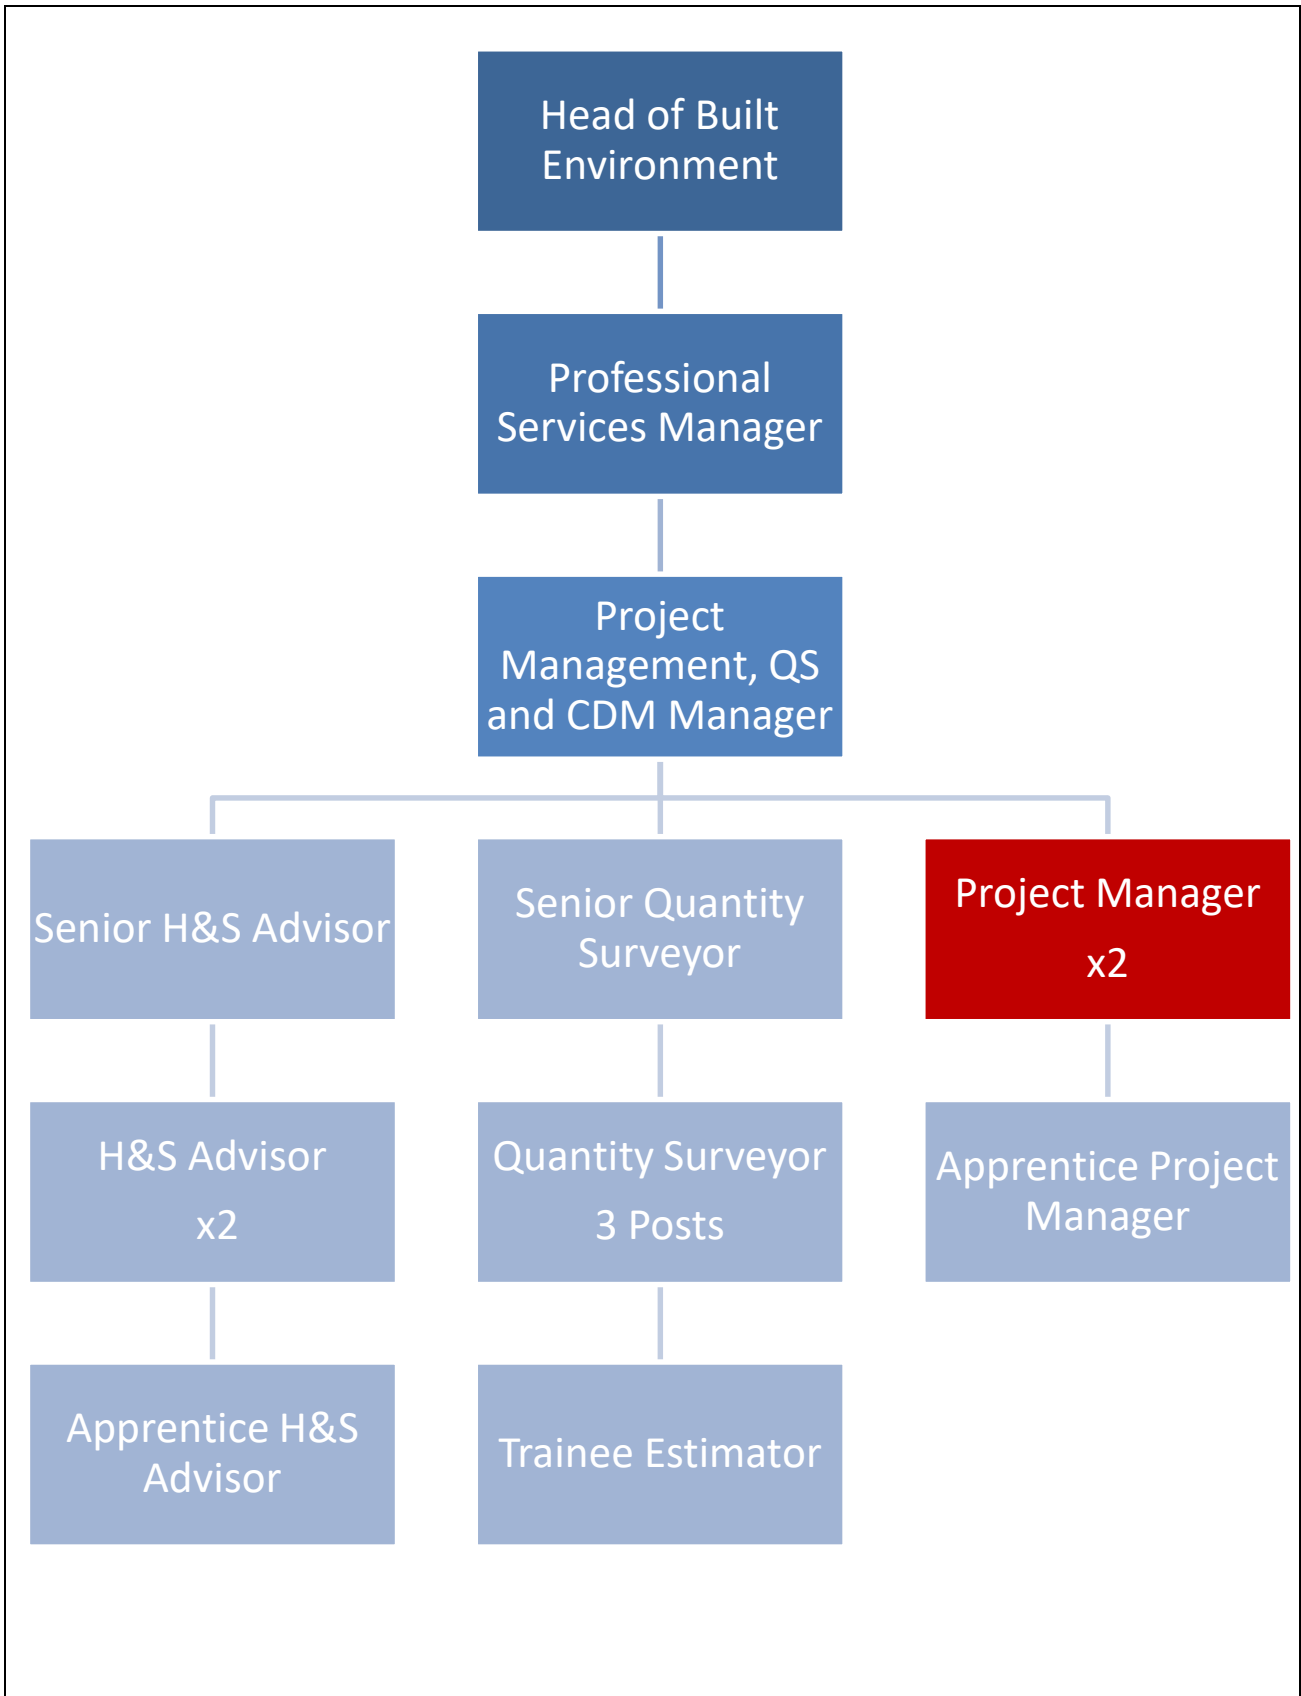 Head of Built
Environment
Professional
Services Manager
Project
Management, QS
and CDM Manager
Senior H&S Advisor
Senior Quantity
Surveyor
Project Manager
x2
H&S Advisor
x2
Quantity Surveyor
3 Posts
Apprentice Project
Manager
Apprentice H&S
Advisor
Trainee Estimator